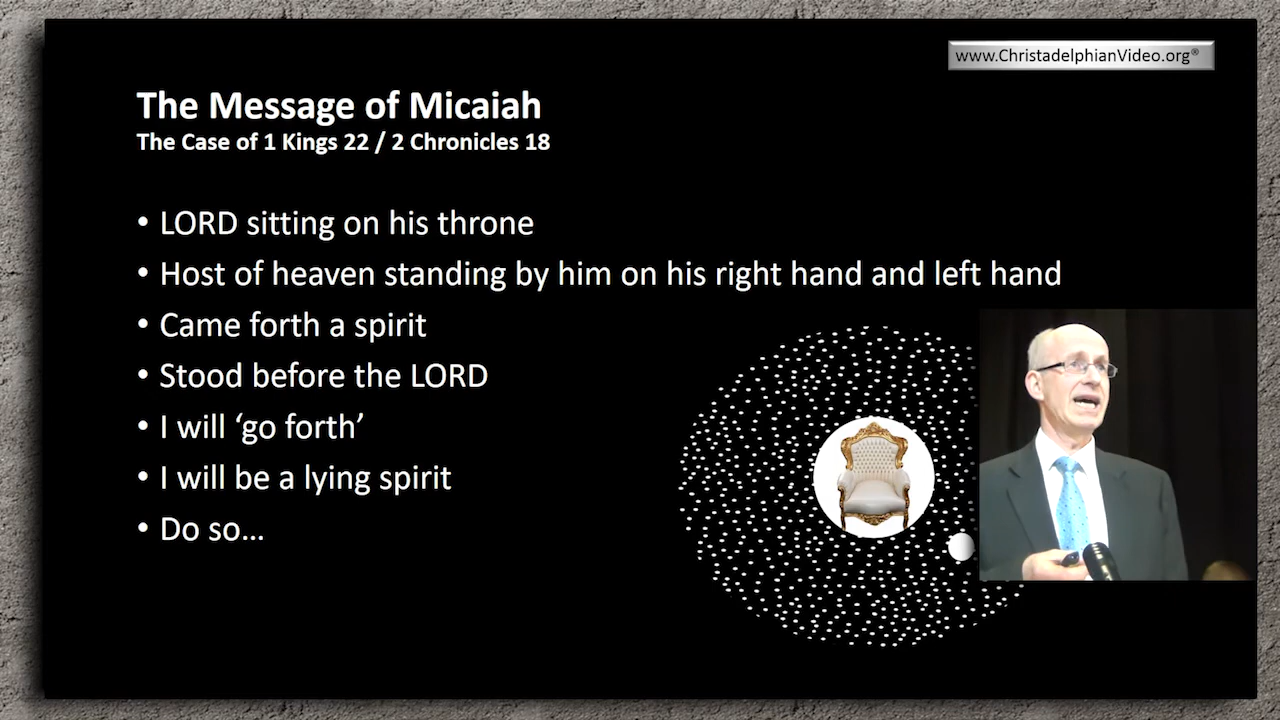 www.ChristadelphianVideo.org®
The Message of Micaiah
The Case of 1 Kings 22 / 2 Chronicles 18
• LORD sitting on his throne
• Host of heaven standing by him on his right hand and left hand
• Came forth a spirit
• Stood before the LORD
• I will ‘go forth’
• I will be a lying spirit
• Do so...